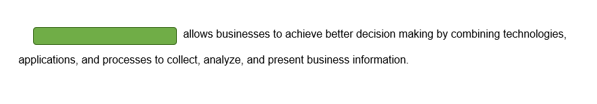 allows businesses to achieve better decision making by combining technologies,
applications, and processes to collect, analyze, and present business information.